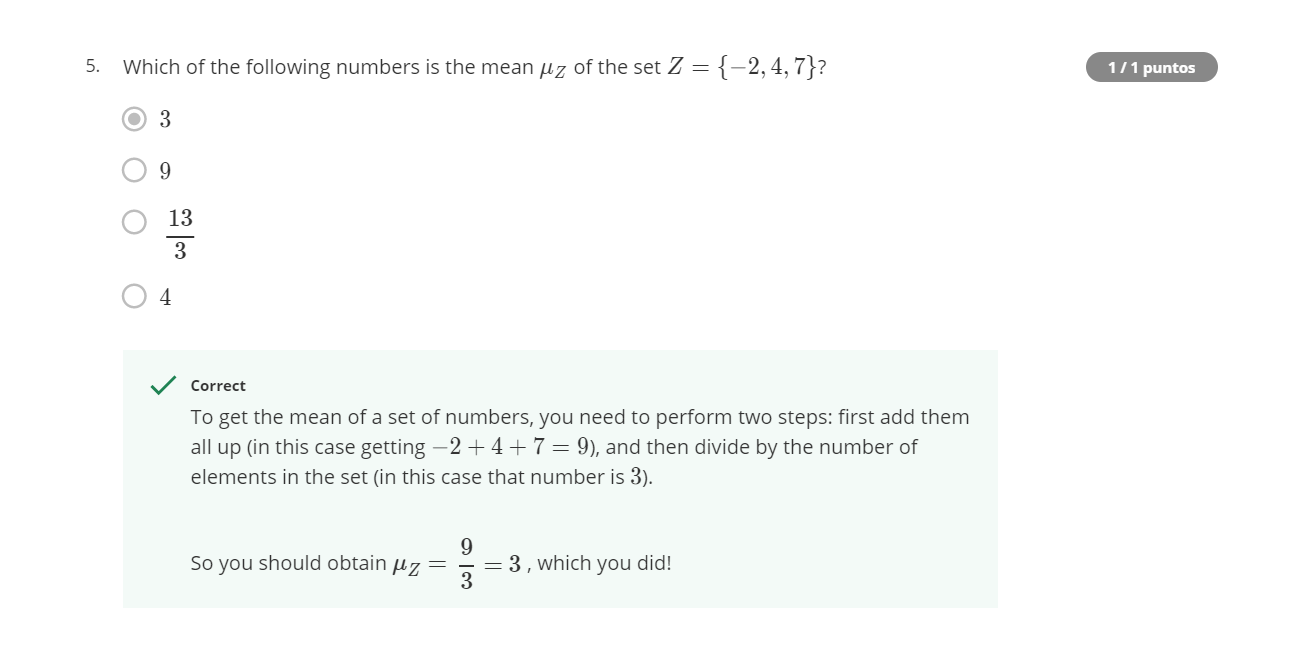 5. Which of the following numbers is the mean μ_Z of the set Z = {−2, 4, 7}?
1 / 1 puntos
3
9
13/3
4
Correct
To get the mean of a set of numbers, you need to perform two steps: first add them
all up (in this case getting −2 + 4 + 7 = 9), and then divide by the number of
elements in the set (in this case that number is 3).
So you should obtain μ_Z = 9/3 = 3 , which you did!